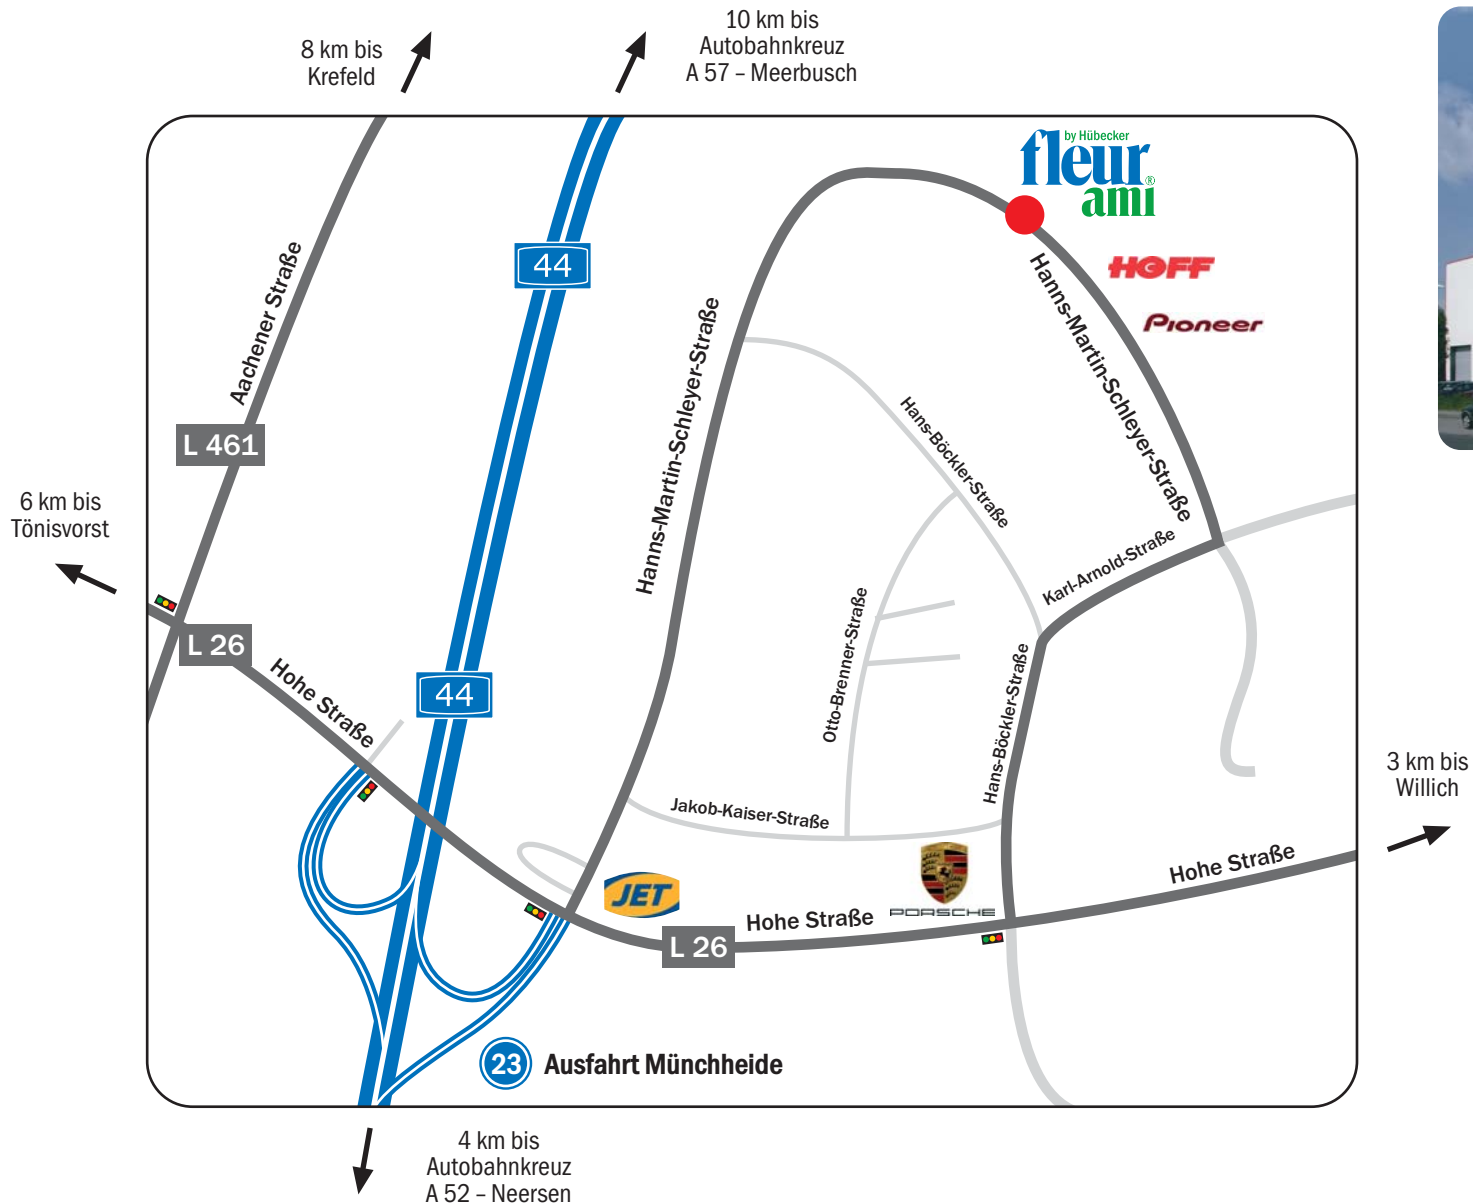 8 km bis
Krefeld
10 km bis
Autobahnkreuz
A 57 – Meerbusch
by Hübecker
fleur
ami®
44
HOFF
Pioneer
Aachener Straße
Hanns-Martin-Schleyer-Straße
Hanns-Martin-Schleyer-Straße
L 461
Hans-Böckler-Straße
6 km bis
Tönisvorst
Karl-Arnold-Straße
L 26
Hohe Straße
44
Otto-Brenner-Straße
Hans-Böckler-Straße
3 km bis
Willich
Jakob-Kaiser-Straße
JET
PORSCHE
Hohe Straße
Hohe Straße
L 26
23 Ausfahrt Münchheide
4 km bis
Autobahnkreuz
A 52 – Neersen